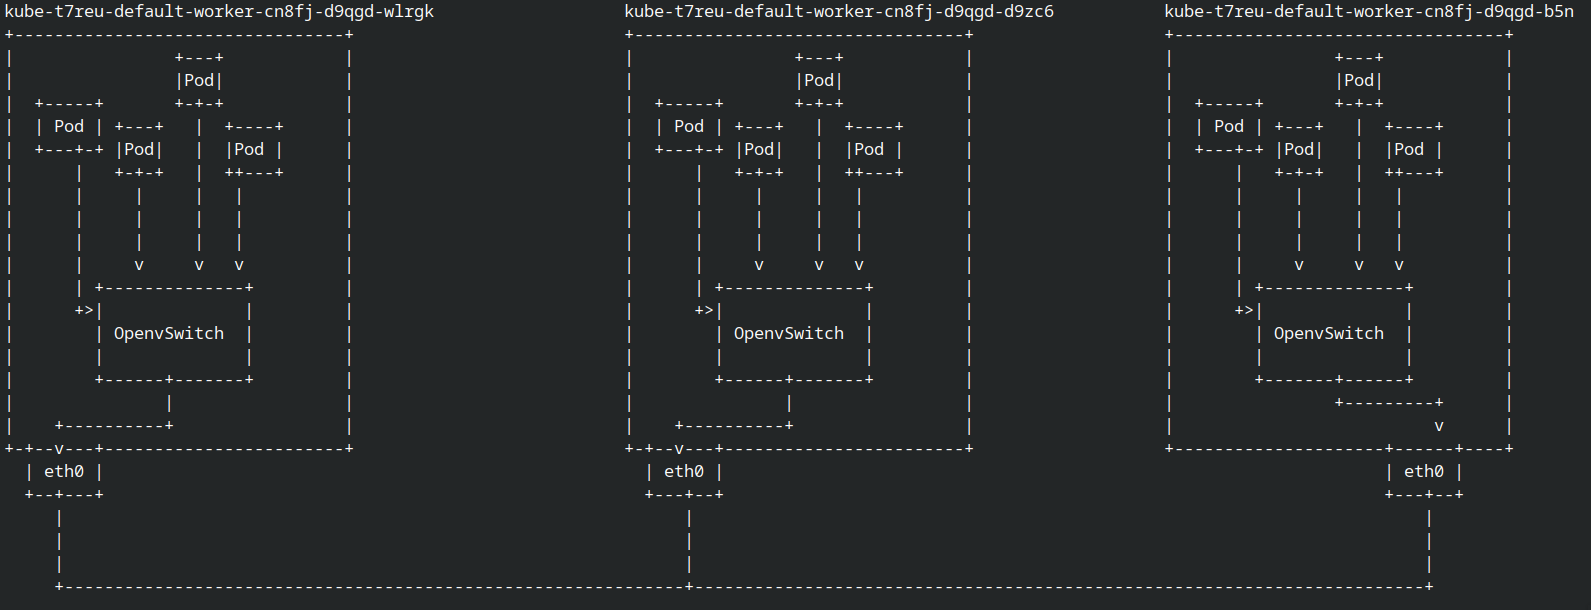 kube-t7reu-default-worker-cn8fj-d9qgd-wlrgk kube-t7reu-default-worker-cn8fj-d9qgd-d9zc6 kube-t7reu-default-worker-cn8fj-d9qgd-b5n
Pod Pod Pod
Pod Pod Pod
Pod Pod Pod Pod Pod Pod
v v v v v v v v v
OpenvSwitch OpenvSwitch OpenvSwitch
v
v v
eth0 eth0 eth0